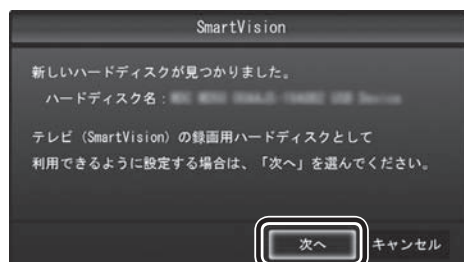 SmartVision
新しいハードディスクが見つかりました。
ハードディスク名：
テレビ（SmartVision）の録画用ハードディスクとして
利用できるように設定する場合は、「次へ」を選んでください。
次へ
キャンセル